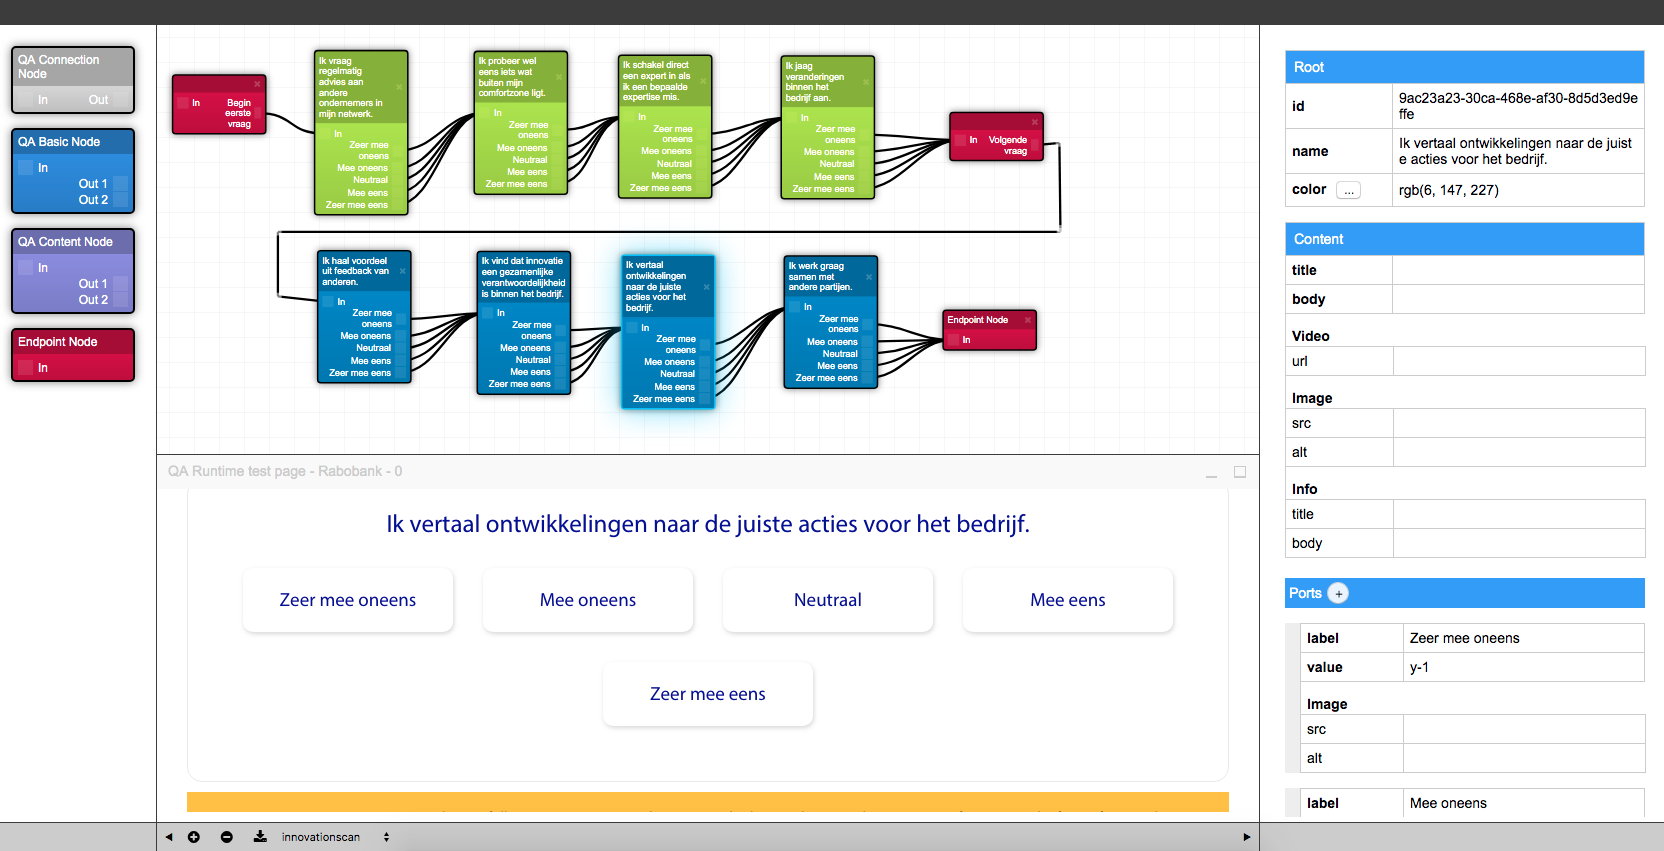 QA Connection
Node
In
Out
QA Basic Node
In
Out 1
Out 2
QA Content Node
In
Out 1
Out 2
Endpoint Node
In
In
Begin
eerste
vraag
Ik vraag
regelmatig
advies aan
andere
ondernemers in
mijn netwerk.
In
Zeer mee
oneens
Mee oneens
Neutraal
Mee eens
Zeer mee eens
Ik probeer wel
eens iets wat
buiten mijn
comfortzone ligt.
In
Zeer mee
oneens
Mee oneens
Neutraal
Mee eens
Zeer mee eens
Ik schakel direct
een expert in als
ik een bepaalde
expertise mis.
In
Zeer mee
oneens
Mee oneens
Neutraal
Mee eens
Zeer mee eens
Ik jaag
veranderingen
binnen het
bedrijf aan.
In
Zeer mee
oneens
Mee oneens
Neutraal
Mee eens
Zeer mee eens
In
Volgende
vraag
Ik haal voordeel
uit feedback van
anderen.
In
Zeer mee
oneens
Mee oneens
Neutraal
Mee eens
Zeer mee eens
Ik vind dat innovatie
een gezamenlijke
verantwoordelijkheid
is binnen het bedrijf.
In
Zeer mee
oneens
Mee oneens
Neutraal
Mee eens
Zeer mee eens
Ik vertaal
ontwikkelingen
naar de juiste
acties voor het
bedrijf.
In
Zeer mee
oneens
Mee oneens
Neutraal
Mee eens
Zeer mee eens
Ik werk graag
samen met
andere partijen.
In
Zeer mee
oneens
Mee oneens
Neutraal
Mee eens
Zeer mee eens
Endpoint Node
In
QA Runtime test page - Rabobank - 0
Ik vertaal ontwikkelingen naar de juiste acties voor het bedrijf.
Zeer mee oneens
Mee oneens
Neutraal
Mee eens
Zeer mee eens
innovationscan
Root
id
9ac23a23-30ca-468e-af30-8d5d3ed9e
ffe
name
Ik vertaal ontwikkelingen naar de juist
e acties voor het bedrijf.
color
...
rgb(6, 147, 227)
Content
title
body
Video
url
Image
src
alt
Info
title
body
Ports +
label
Zeer mee oneens
value
y-1
Image
src
alt
label
Mee oneens